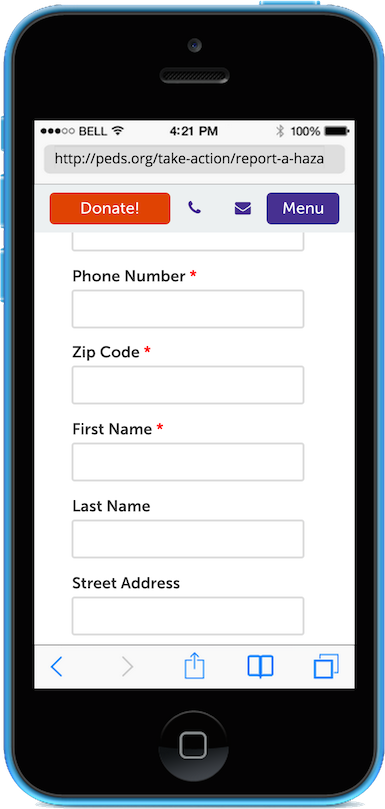 BELL 4:21 PM 100%
http://peds.org/take-action/report-a-haza
Donate! Menu
Phone Number *
Zip Code *
First Name *
Last Name
Street Address